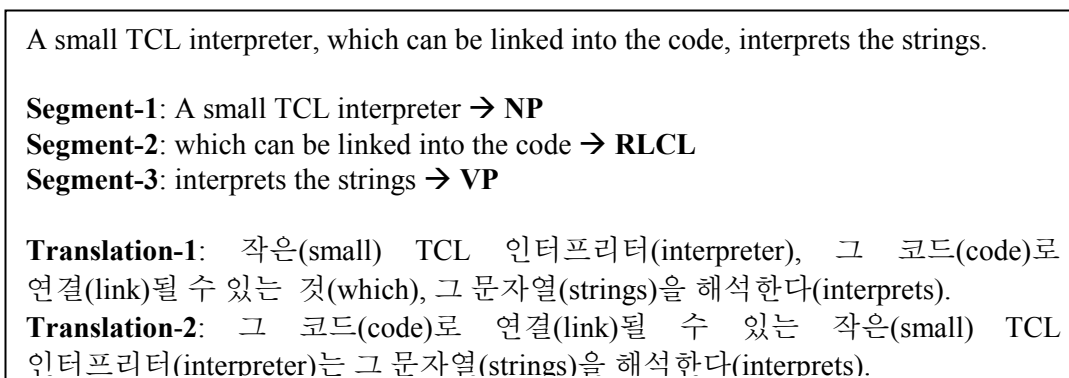 A small TCL interpreter, which can be linked into the code, interprets the strings.
Segment-1: A small TCL interpreter → NP
Segment-2: which can be linked into the code → RLCL
Segment-3: interprets the strings → VP
Translation-1: 작은(small) TCL 인터프리터(interpreter), 그 코드(code)로
연결(link)될 수 있는 것(which), 그 문자열(strings)을 해석한다(interprets).
Translation-2: 그 코드(code)로 연결(link)될 수 있는 작은(small) TCL
인터프리터(interpreter)는 그 문자열(strings)을 해석한다(interprets).